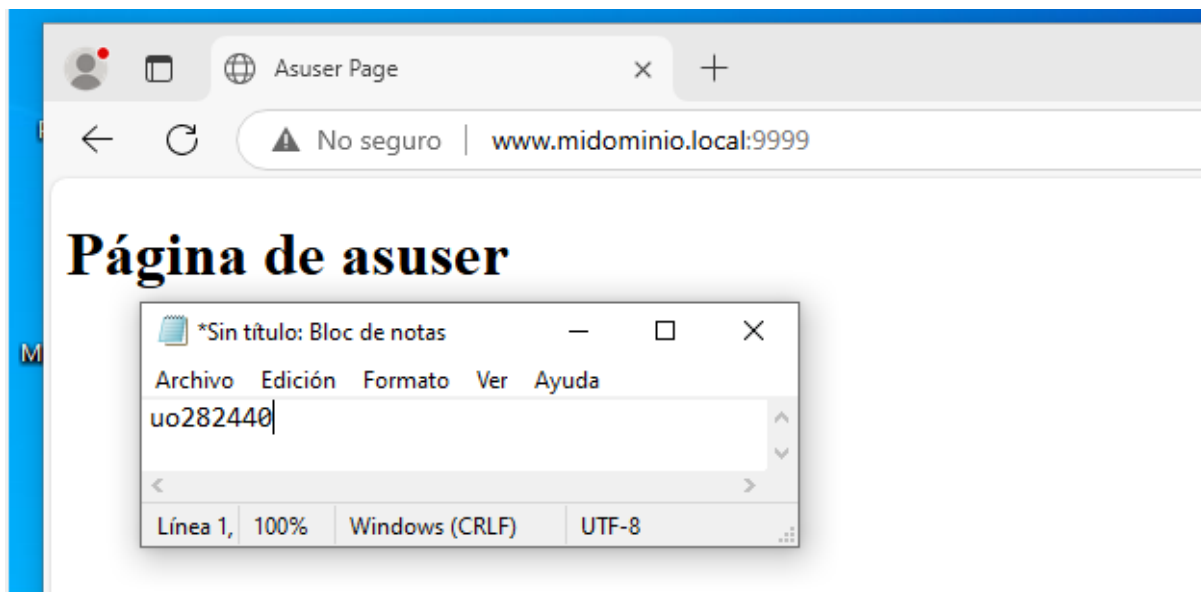 Asuser Page
No seguro www.midominio.local:9999
Página de asuser
*Sin título: Bloc de notas
Archivo Edición Formato Ver Ayuda
uo282440
Línea 1, 100% Windows (CRLF) UTF-8
M